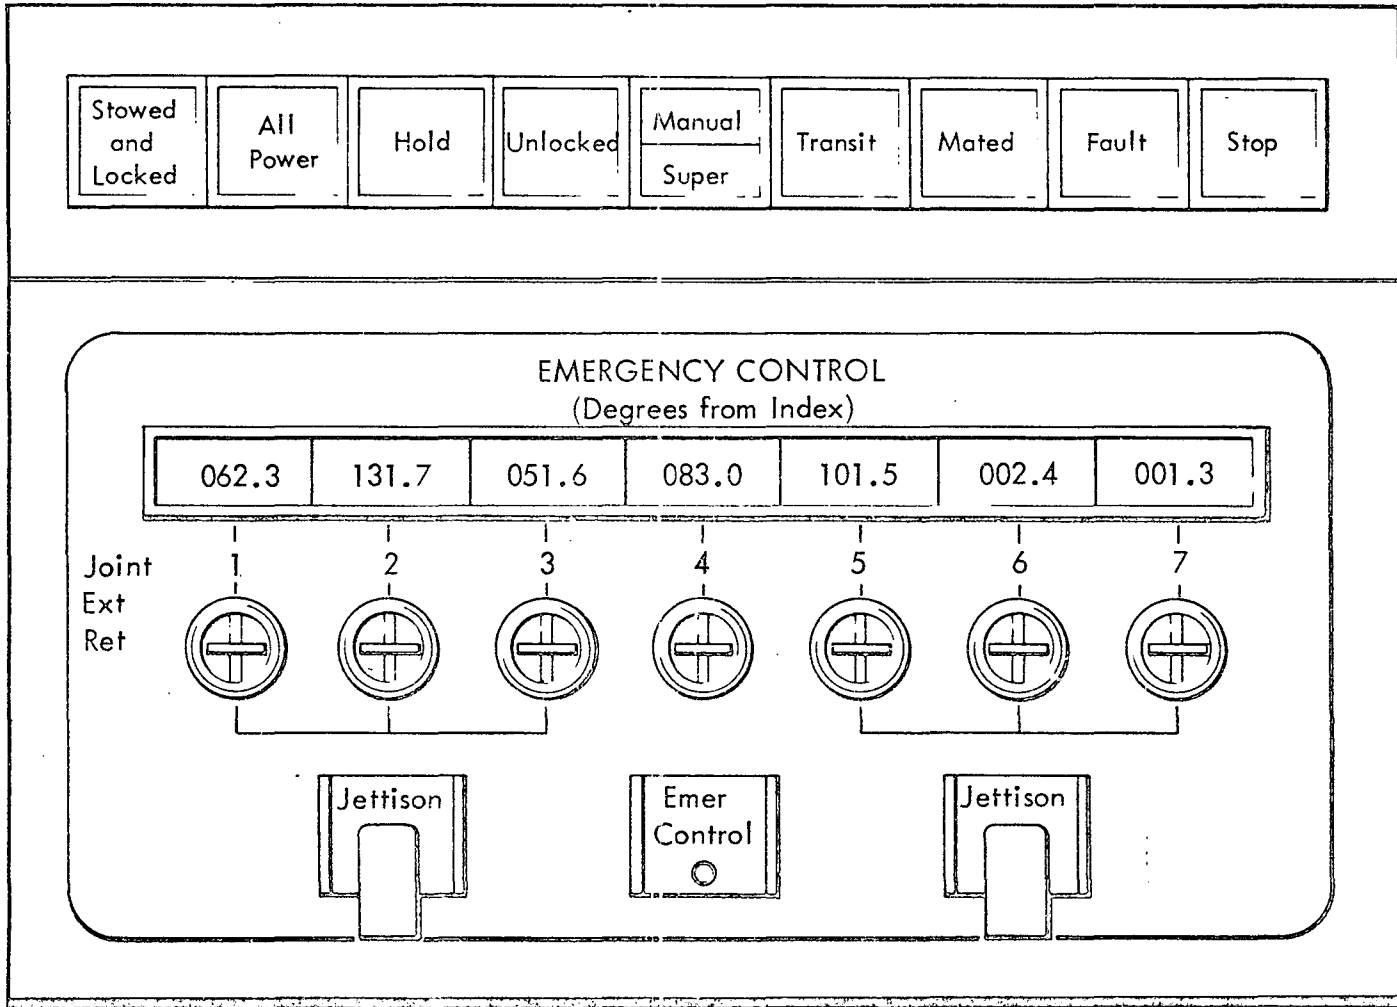 Stowed
and
Locked
All
Power
Hold
Unlocked
Manual
Super
Transit
Mated
Fault
Stop
EMERGENCY CONTROL
(Degrees from Index)
062.3 131.7 051.6 083.0 101.5 002.4 001.3
Joint 1 2 3 4 5 6 7
Ext
Ret
Jettison
Emer
Control
Jettison